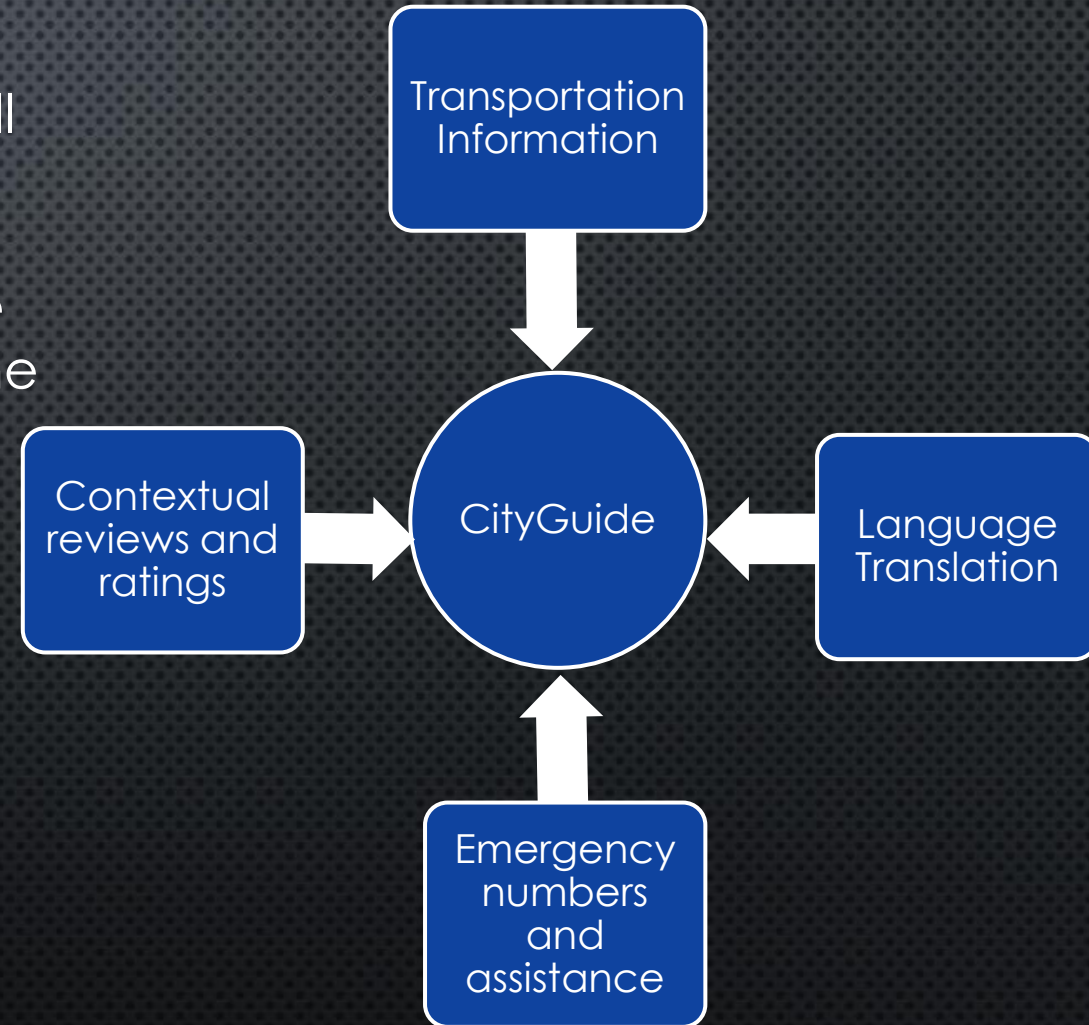 Transportation
Information
Contextual
reviews and
ratings
CityGuide
Language
Translation
Emergency
numbers
and
assistance